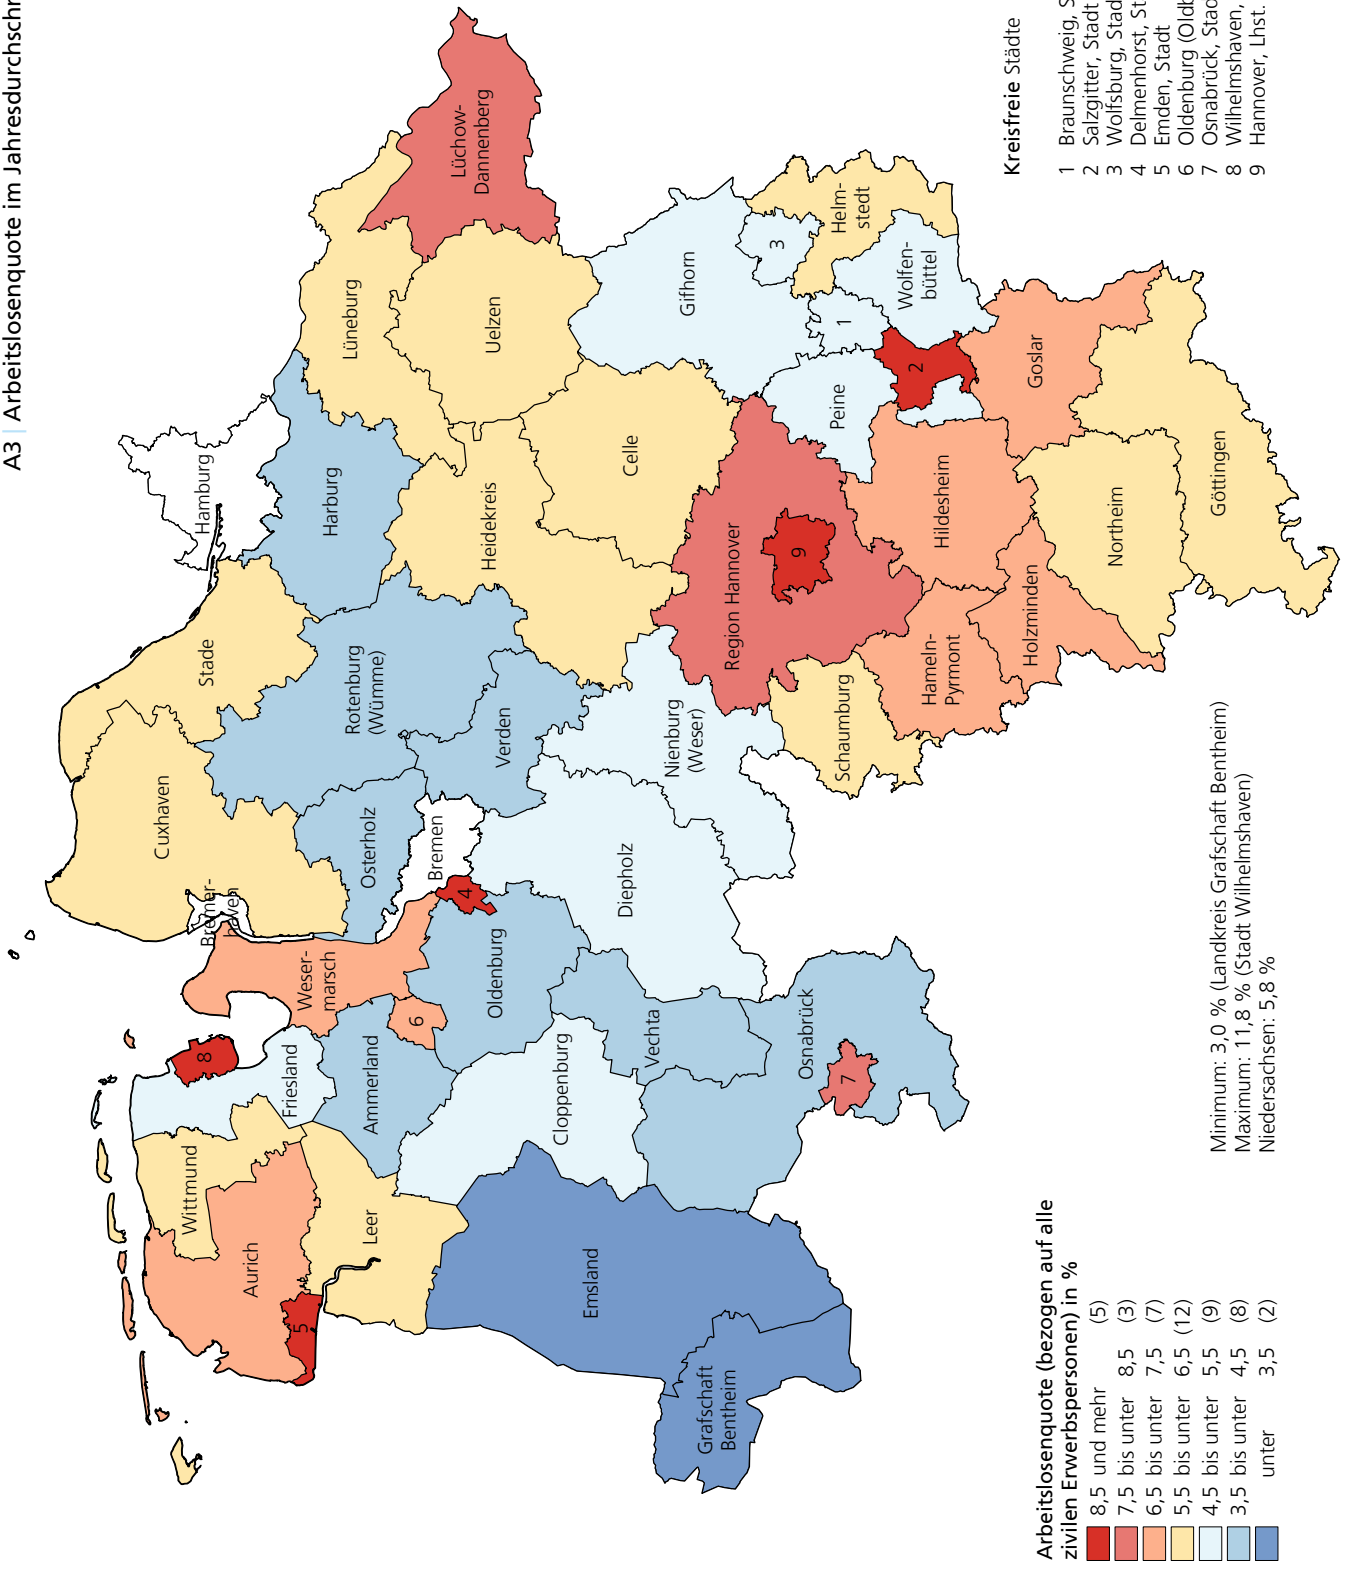 A3 | Arbeitslosenquote im
Hamburg
Bremer-
haven
Cuxhaven
Stade
Harburg
Lüneburg
Lüchow-
Dannenberg
Uelzen
Heidekreis
Celle
Rotenburg
(Wümme)
Verden
Osterholz
Bremen
Weser-
marsch
8
Friesland
Wittmund
Aurich
5
Leer
Ammerland
6
Oldenburg
4
Diepholz
Nienburg
(Weser)
Region Hannover
9
Gifhorn
3
Helm-
stedt
1
Wolfen-
büttel
Peine
2
Goslar
Hildesheim
Schaumburg
Hameln-
Pyrmont
Holzminden
Northeim
Göttingen
Cloppenburg
Vechta
Osnabrück
7
Emsland
Grafschaft
Bentheim
Arbeitslosenquote (bezogen auf alle
zivilen Erwerbspersonen) in %
8,5 und mehr (5)
7,5 bis unter 8,5 (3)
6,5 bis unter 7,5 (7)
5,5 bis unter 6,5 (12)
4,5 bis unter 5,5 (9)
3,5 bis unter 4,5 (8)
unter 3,5 (2)
Minimum: 3,0 % (Landkreis Grafschaft Bentheim)
Maximum: 11,8 % (Stadt Wilhelmshaven)
Niedersachsen: 5,8 %
Kreisfreie Städte
1 Braunschweig,
2 Salzgitter, Stadt
3 Wolfsburg,
4 Delmenhorst,
5 Emden, Stadt
6 Oldenburg
7 Osnabrück,
8 Wilhelmshaven,
9 Hannover, Lhst.